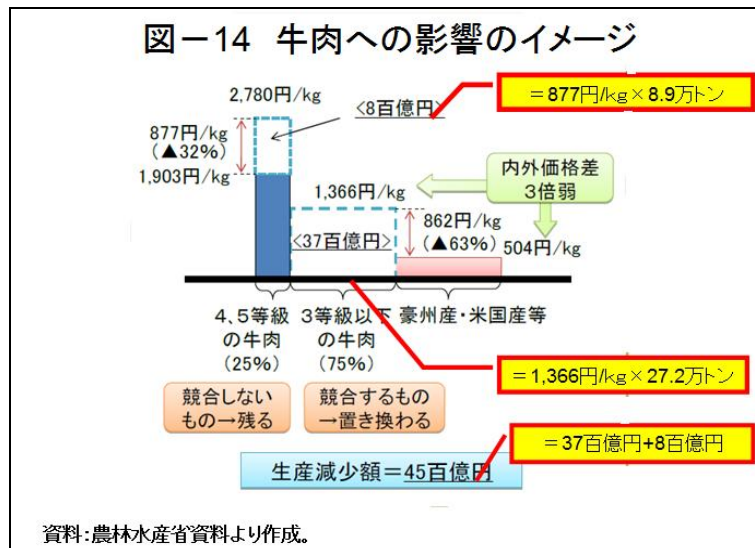 図－14 牛肉への影響のイメージ
2,780円/kg
<8百億円>
＝877円/kg×8.9万トン
877円/kg
(▲32%)
1,903円/kg
1,366円/kg
内外価格差
3倍弱
<37百億円>
862円/kg
(▲63%)
504円/kg
4、5等級
の牛肉
(25%)
3等級以下
の牛肉
(75%)
豪州産・米国産等
＝1,366円/kg×27.2万トン
競合しない
もの→残る
競合するもの
→置き換わる
＝37百億円+8百億円
生産減少額＝45百億円
資料：農林水産省資料より作成。